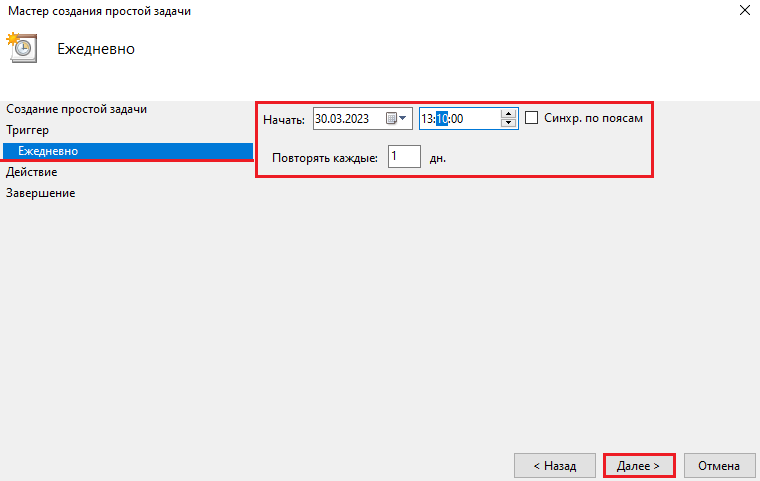 Мастер создания простой задачи
Ежедневно
Создание простой задачи
Триггер
Ежедневно
Действие
Завершение
Начать: 30.03.2023 13:10:00 Синхр. по поясам
Повторять каждые: 1 дн.
< Назад Далее > Отмена